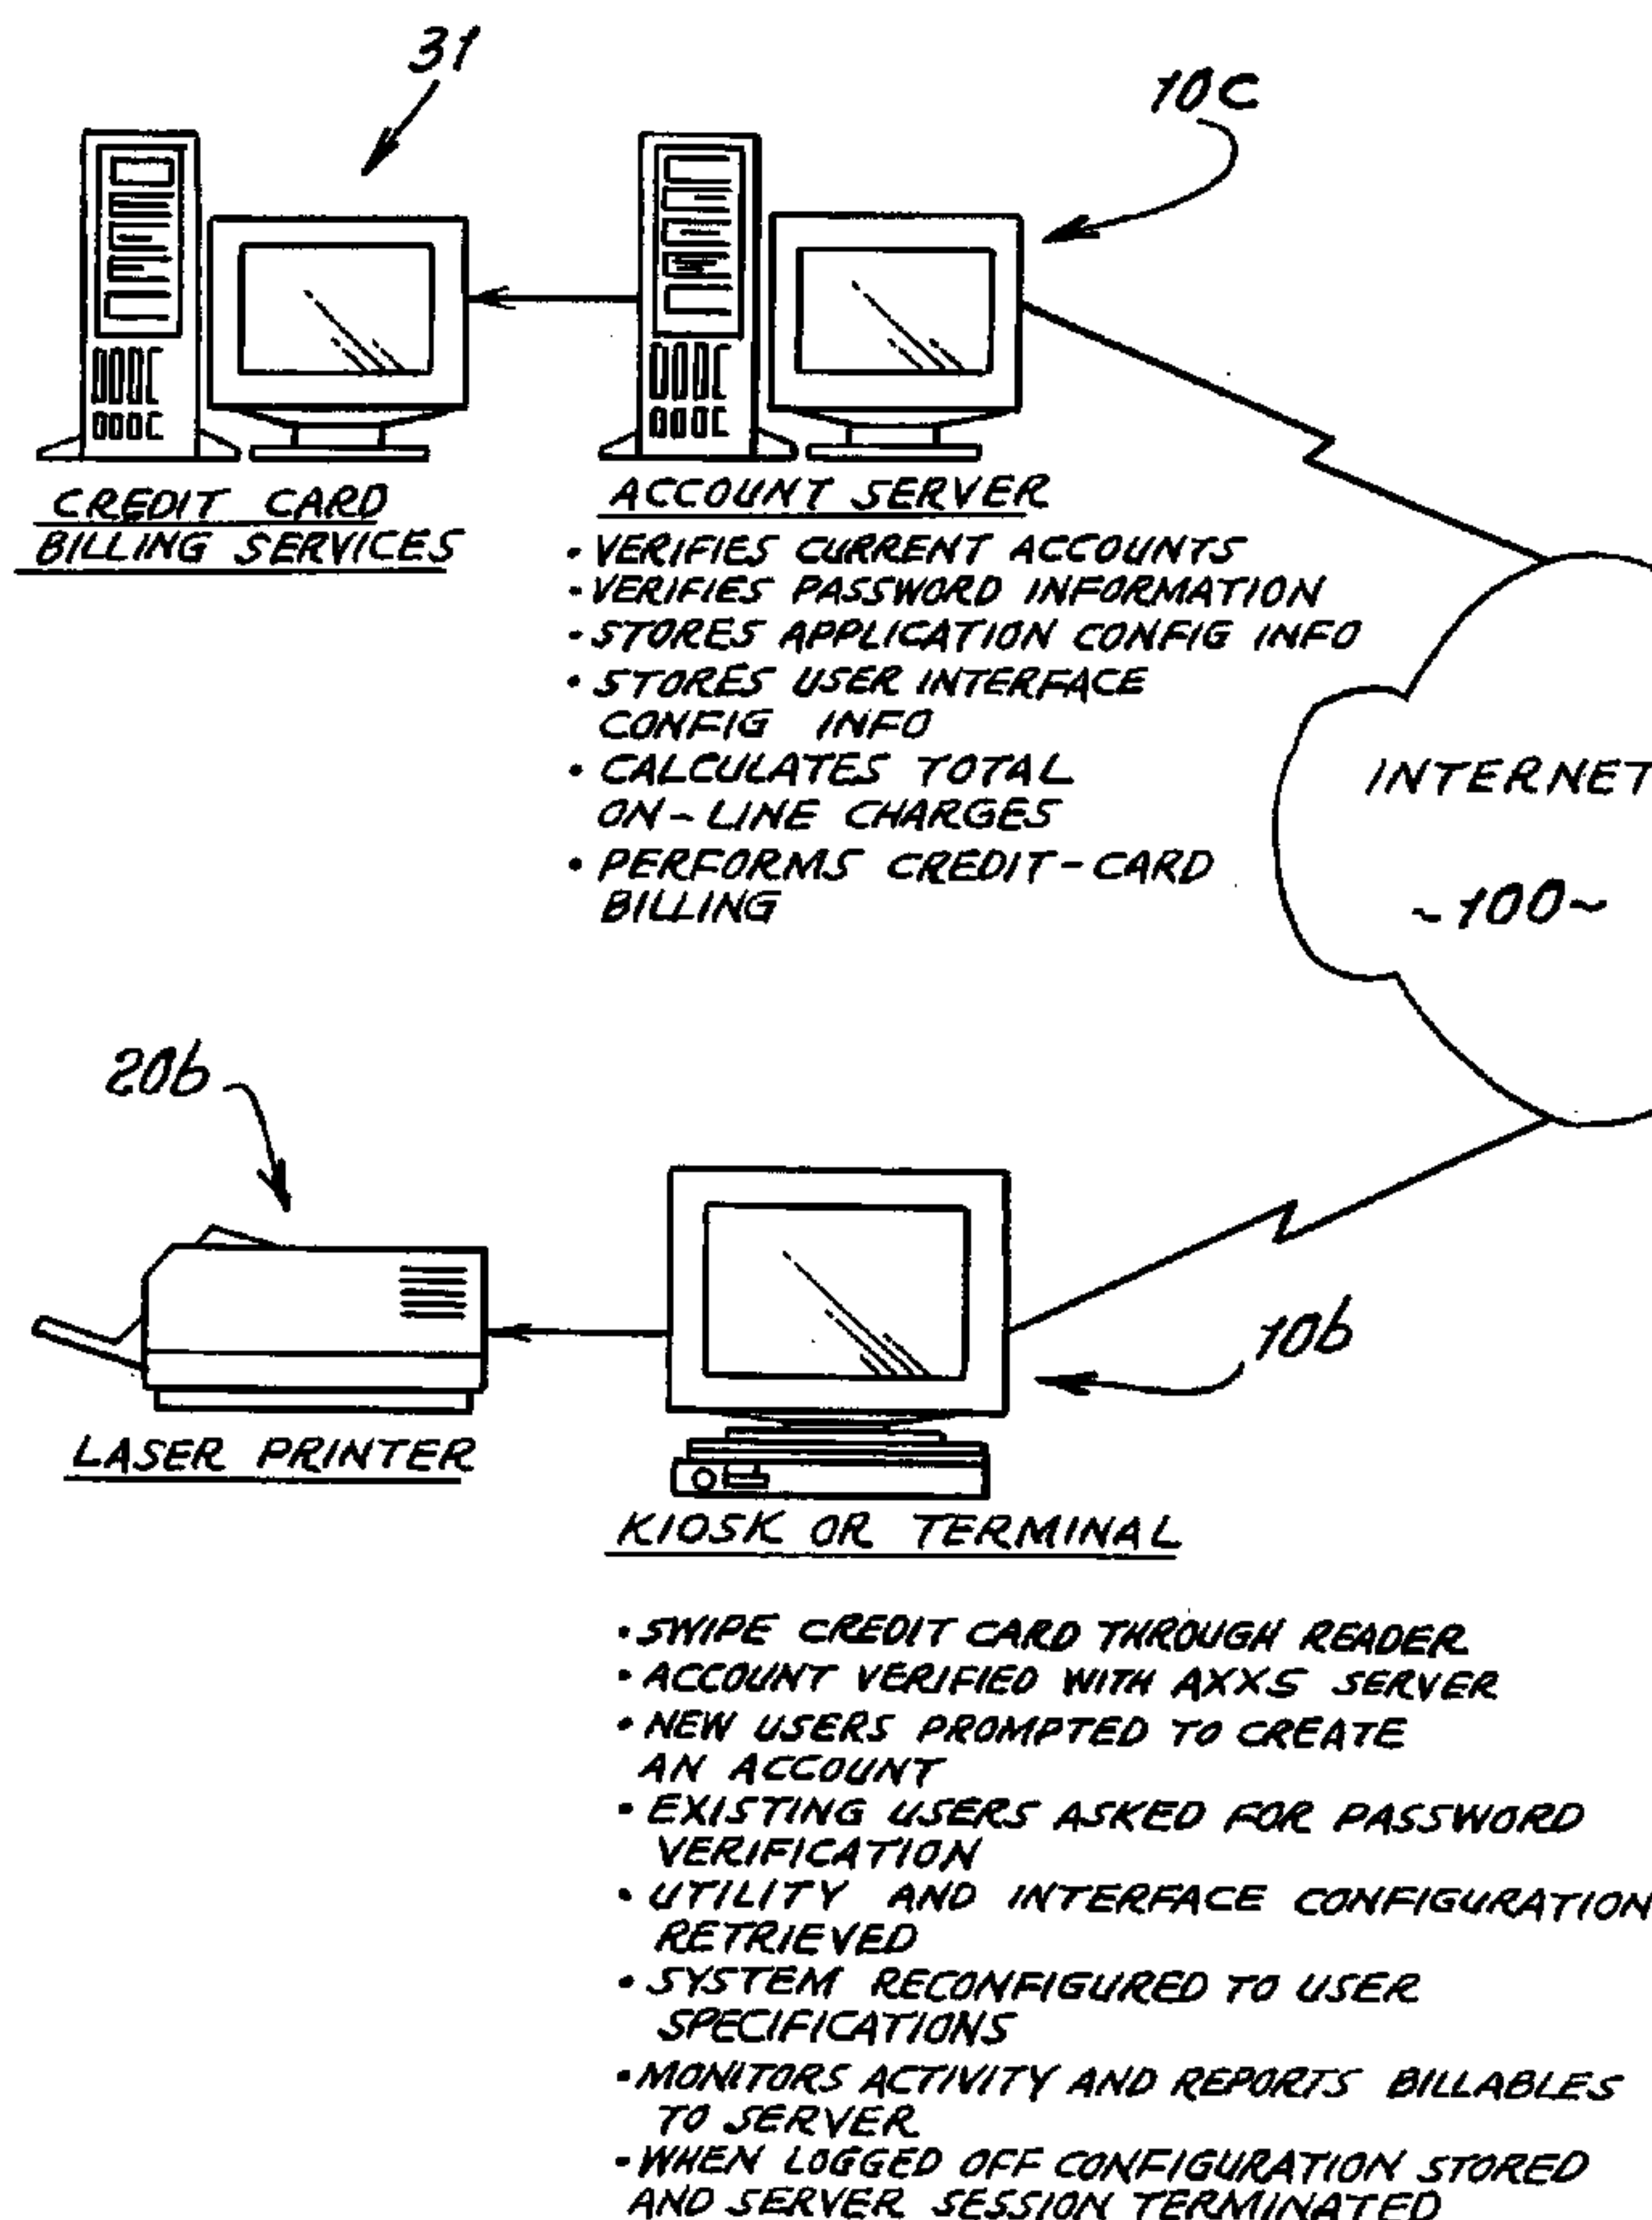 31
10C
CREDIT CARD
BILLING SERVICES
ACCOUNT SERVER
• VERIFIES CURRENT ACCOUNTS
• VERIFIES PASSWORD INFORMATION
• STORES APPLICATION CONFIG INFO
• STORES USER INTERFACE
CONFIG INFO
• CALCULATES TOTAL
ON-LINE CHARGES
• PERFORMS CREDIT-CARD
BILLING
INTERNET
~100~
20b
10b
LASER PRINTER
KIOSK OR TERMINAL
• SWIPE CREDIT CARD THROUGH READER
• ACCOUNT VERIFIED WITH AXXS SERVER
• NEW USERS PROMPTED TO CREATE
AN ACCOUNT
• EXISTING USERS ASKED FOR PASSWORD
VERIFICATION
• UTILITY AND INTERFACE CONFIGURATION
RETRIEVED
• SYSTEM RECONFIGURED TO USER
SPECIFICATIONS
• MONITORS ACTIVITY AND REPORTS BILLABLES
TO SERVER
• WHEN LOGGED OFF CONFIGURATION STORED
AND SERVER SESSION TERMINATED